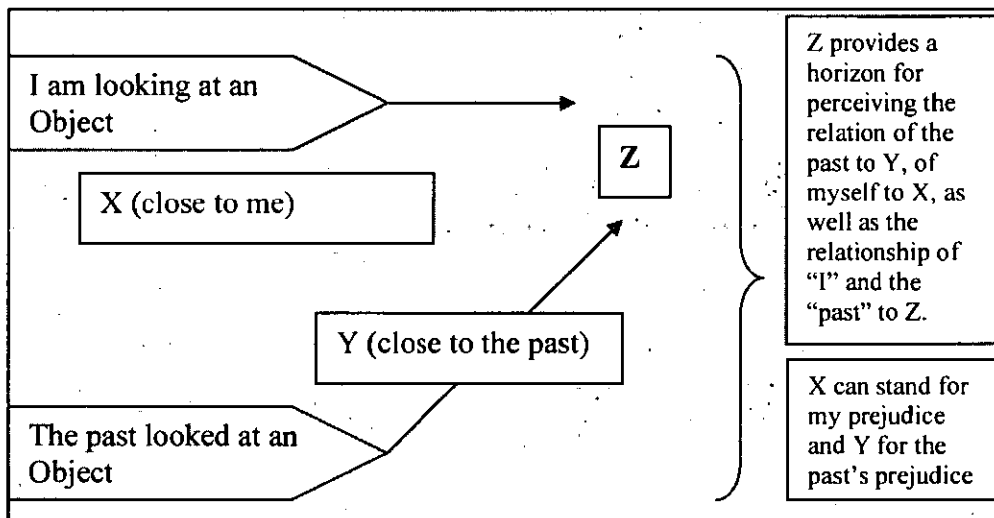 I am looking at an
Object
X (close to me)
Z
Y (close to the past)
The past looked at an
Object
Z provides a
horizon for
perceiving the
relation of the
past to Y, of
myself to X, as
well as the
relationship of
“I” and the
“past” to Z.
X can stand for
my prejudice
and Y for the
past’s prejudice